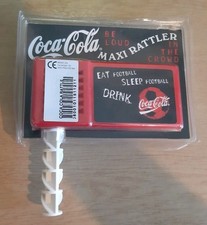 Coca-Cola
BE LOUD IN THE CROWD
MAXI RATTLER
EAT FOOTBALL
SLEEP FOOTBALL
DRINK
Coca-Cola
CE